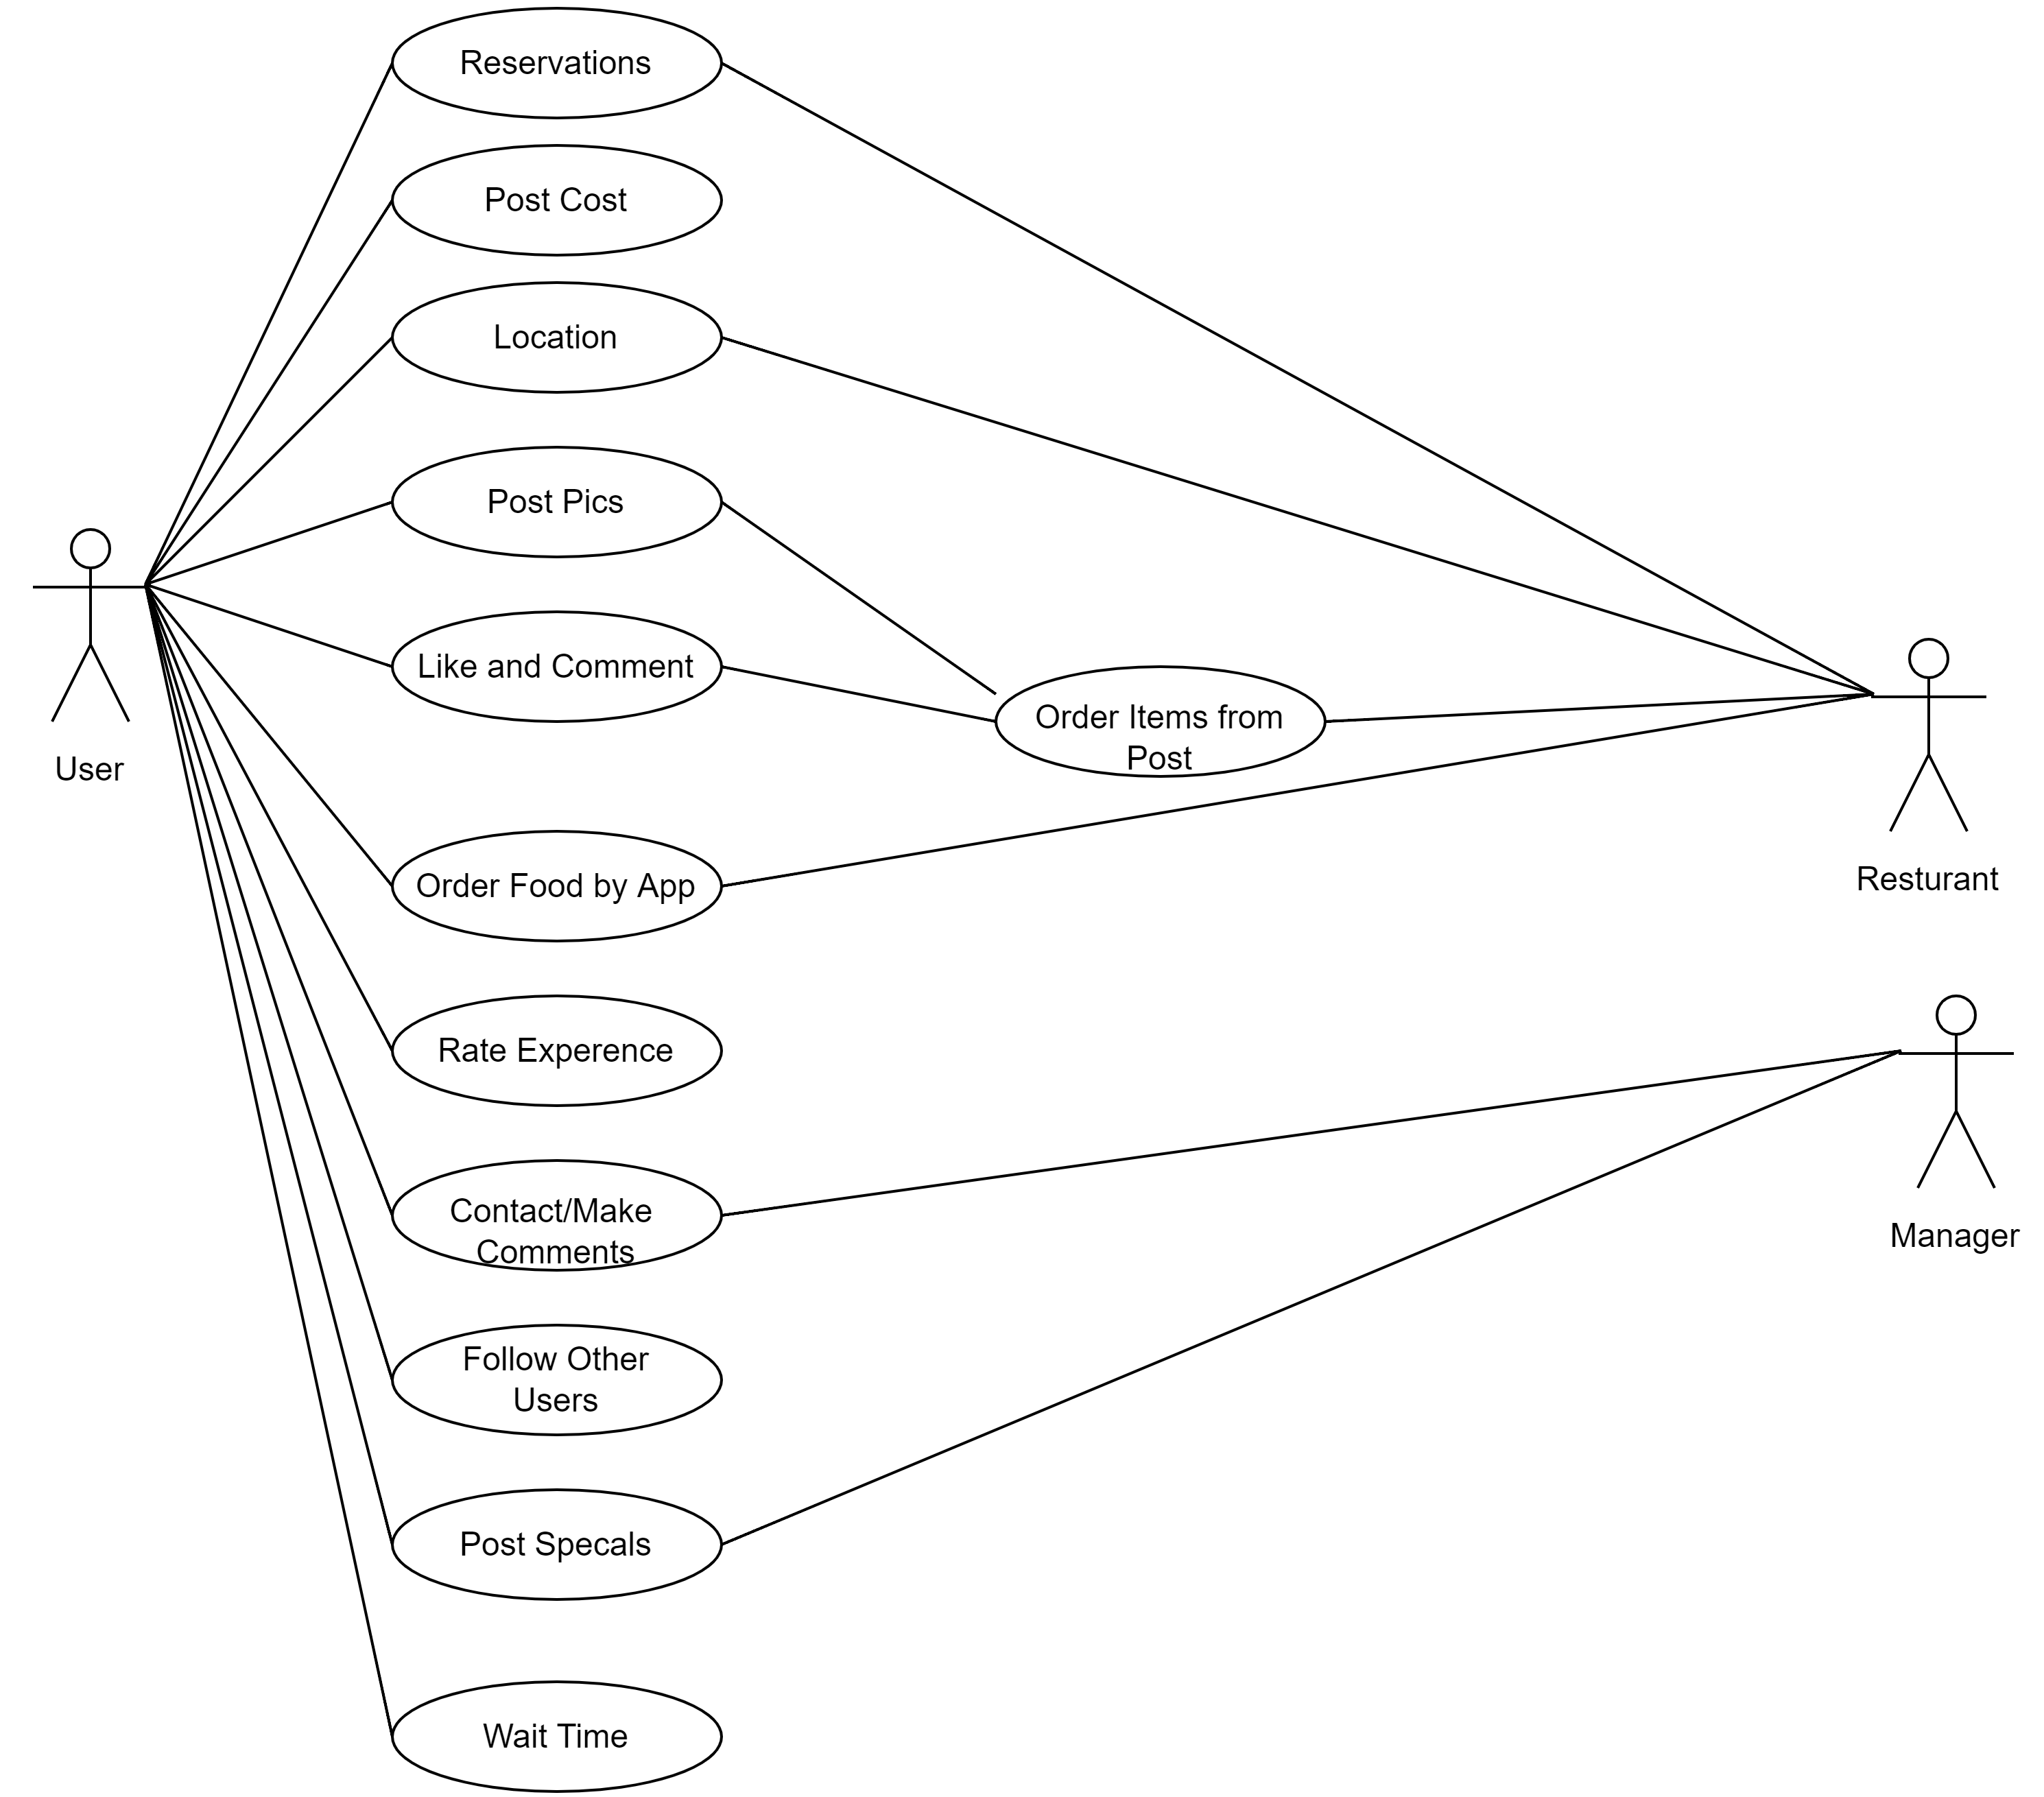 Reservations
Post Cost
Location
Post Pics
Like and Comment
Order Items from
Post
User
Resturant
Order Food by App
Rate Experence
Contact/Make
Comments
Manager
Follow Other
Users
Post Specals
Wait Time